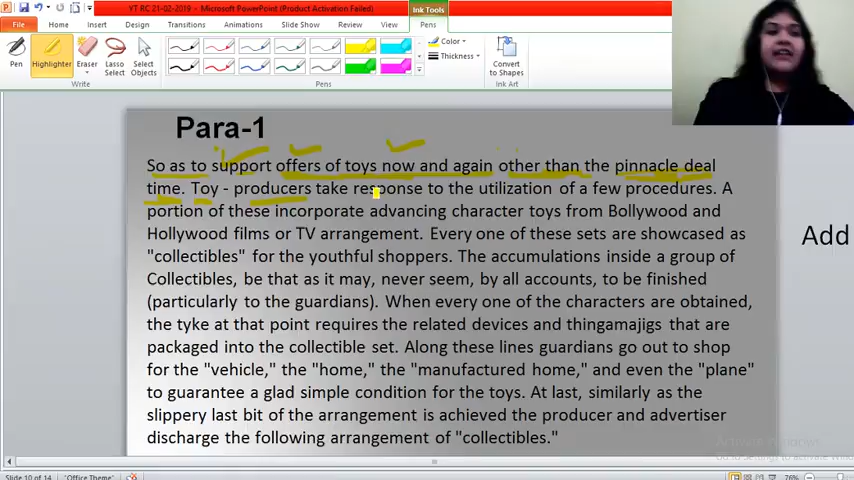 YT RC 21-02-2019 - Microsoft PowerPoint (Product Activation Failed)
Ink Tools
File Home Insert Design Transitions Animations Slide Show Review View Pens
Pen Highlighter Eraser Lasso Select Select Objects
Color
Thickness
Convert to Shapes
Write Pens Ink Art
Para-1
So as to support offers of toys now and again other than the pinnacle deal
time. Toy - producers take response to the utilization of a few procedures. A
portion of these incorporate advancing character toys from Bollywood and
Hollywood films or TV arrangement. Every one of these sets are showcased as
"collectibles" for the youthful shoppers. The accumulations inside a group of
Collectibles, be that as it may, never seem, by all accounts, to be finished
(particularly to the guardians). When every one of the characters are obtained,
the tyke at that point requires the related devices and thingamajigs that are
packaged into the collectible set. Along these lines guardians go out to shop
for the "vehicle," the "home," the "manufactured home," and even the "plane"
to guarantee a glad simple condition for the toys. At last, similarly as the
slippery last bit of the arrangement is achieved the producer and advertiser
discharge the following arrangement of "collectibles."
Add
Activate Windows
Slide 10 of 14 "Office Theme" 76%